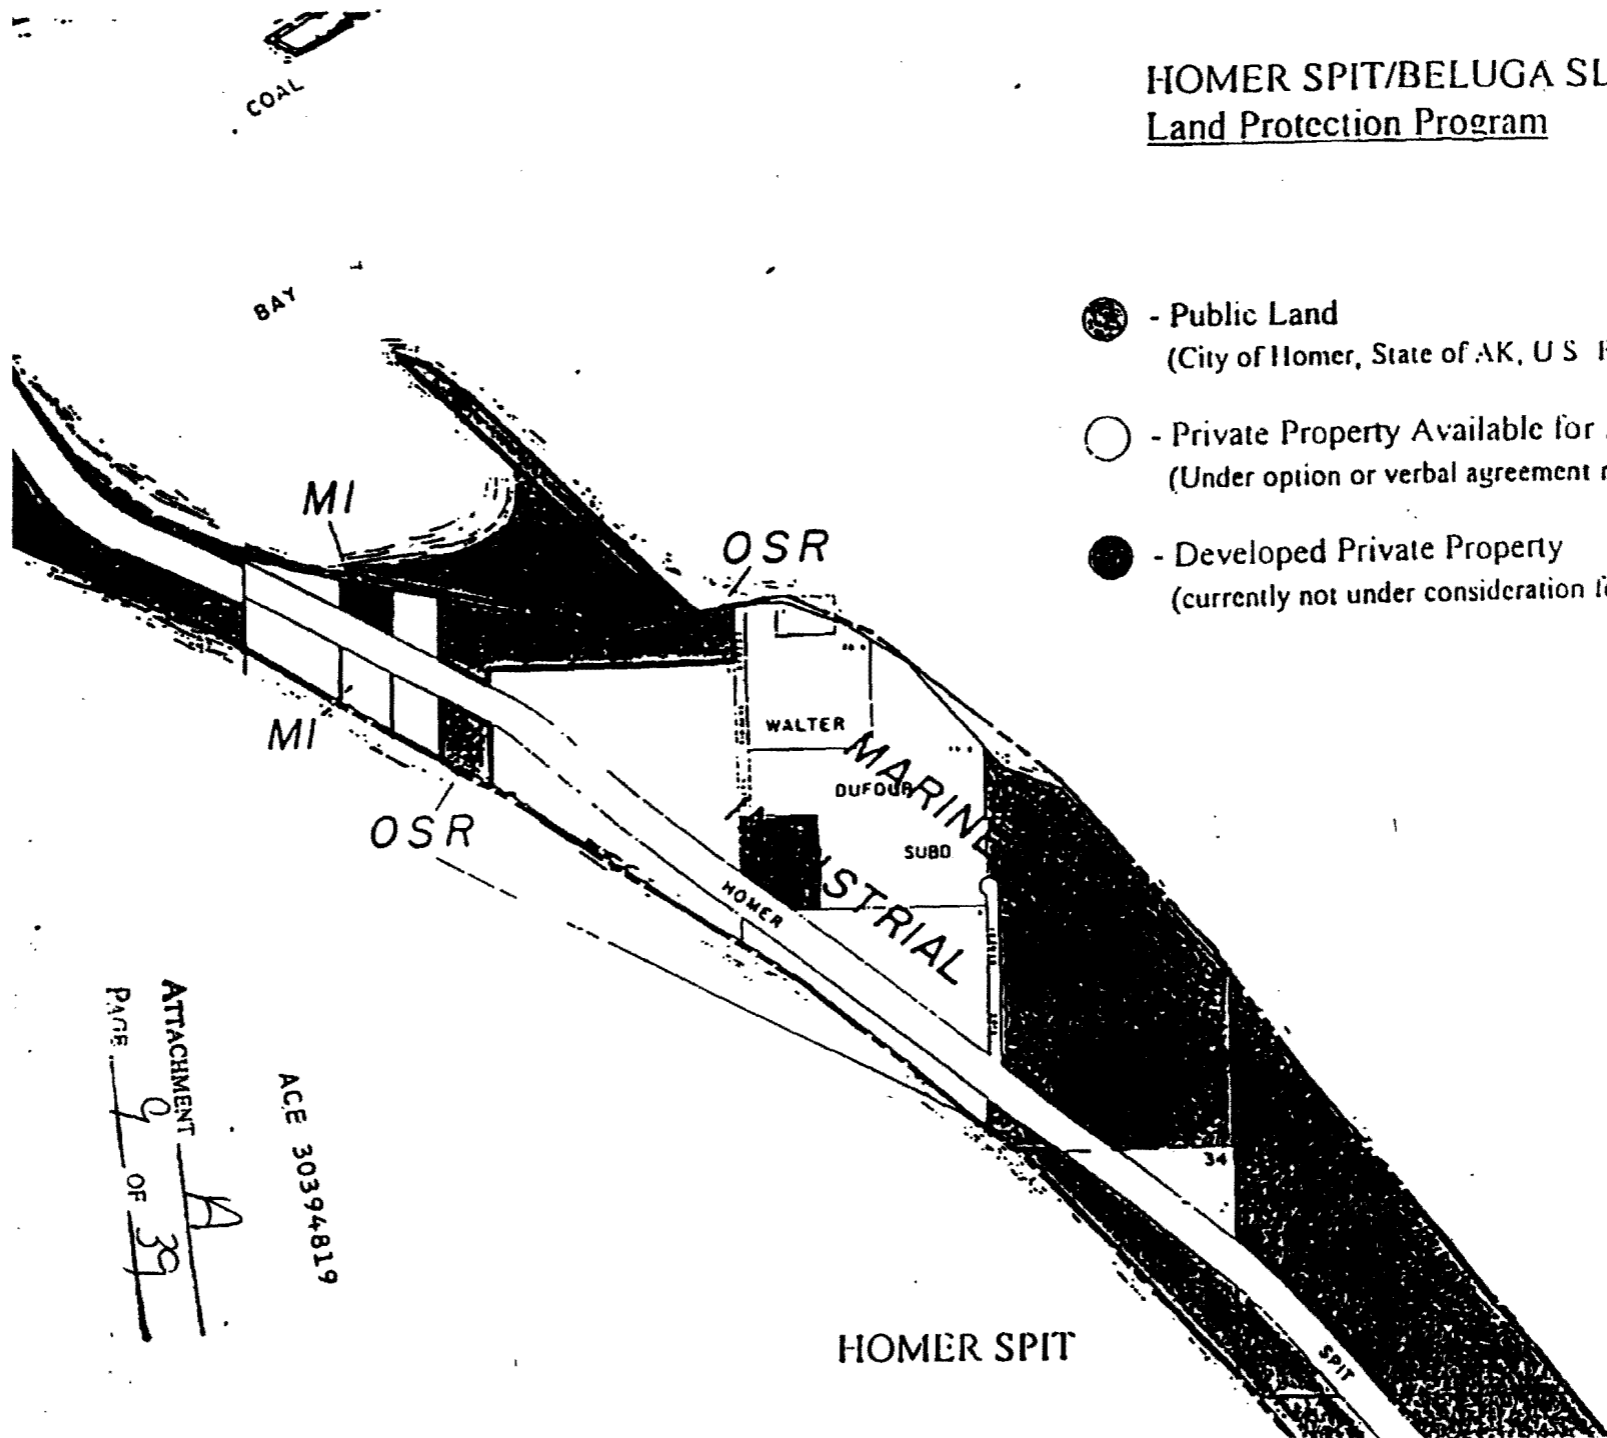 HOMER SPIT/BELUGA SL
Land Protection Program
COAL
BAY
- Public Land
(City of Homer, State of AK, U S
- Private Property Available for
(Under option or verbal agreement
- Developed Private Property
(currently not under consideration
MI
OSR
MI
OSR
WALTER
DUFOUR
SUBD
MARINE
STRIAL
HOMER
34
SPIT
HOMER SPIT
ATTACHMENT A
PAGE 9 OF 39
ACE 30394819